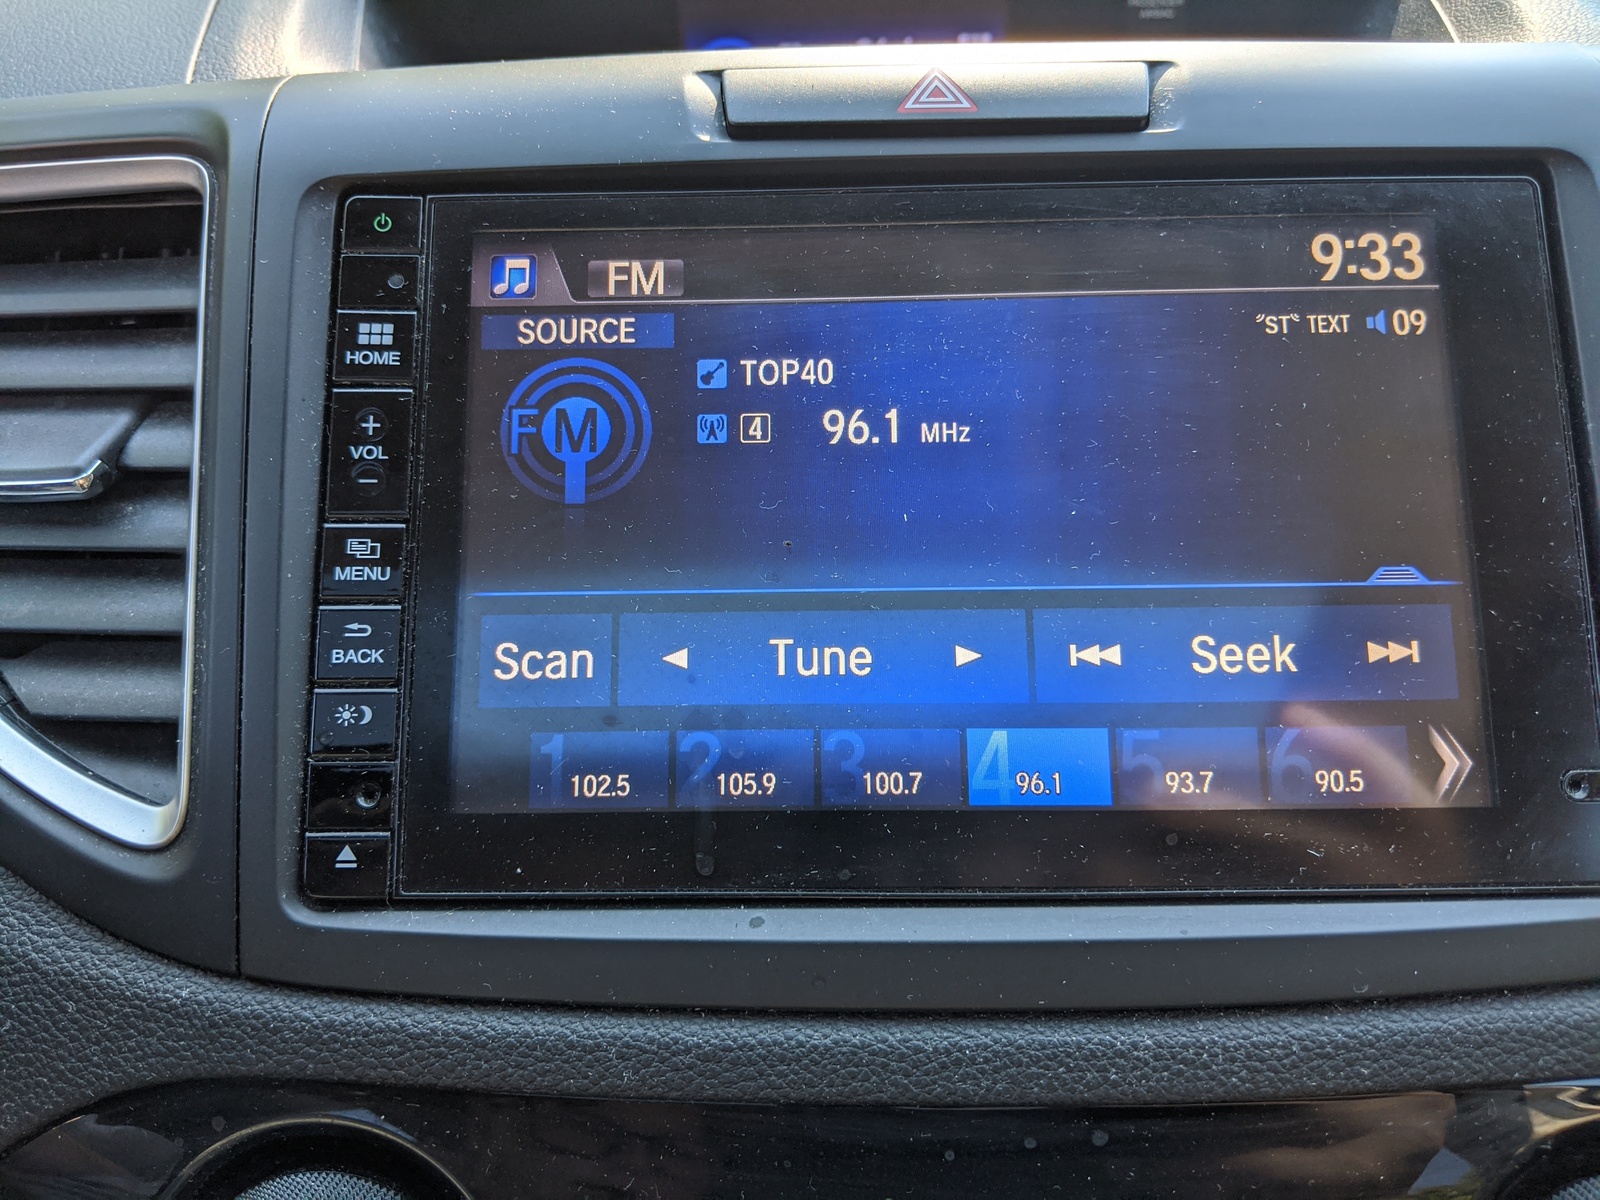 FM
9:33
SOURCE
"ST" TEXT 09
FM
TOP40
4 96.1 MHz
HOME
+
VOL
−
MENU
BACK
Scan Tune Seek
1 102.5
2 105.9
3 100.7
4 96.1
5 93.7
6 90.5